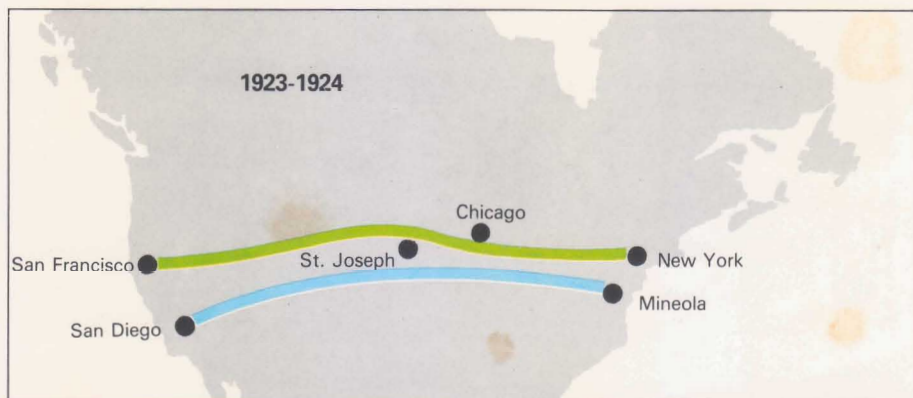 1923-1924
Chicago
San Francisco
St. Joseph
New York
San Diego
Mineola